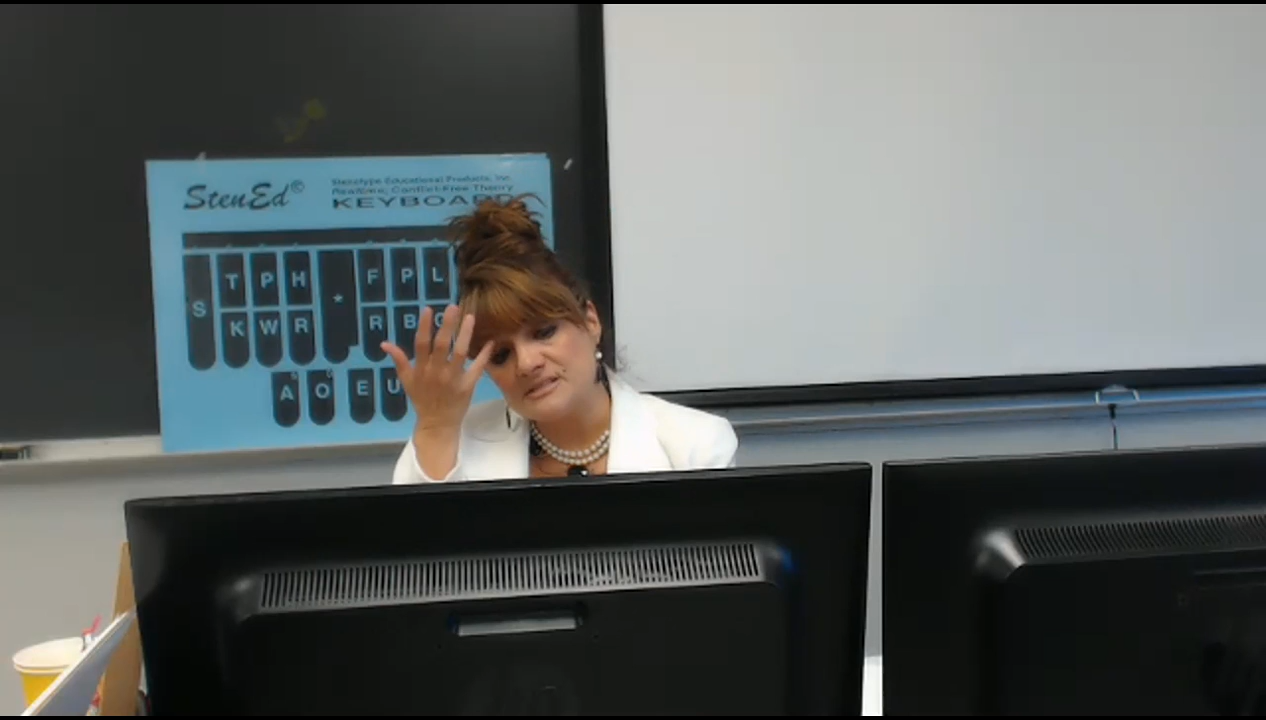 StenEd©
Stenotype Educational Products, Inc.
Realtime, Conflict-Free Theory
KEYBOARD
S T P H * F P L
K W R R B G
A O E U